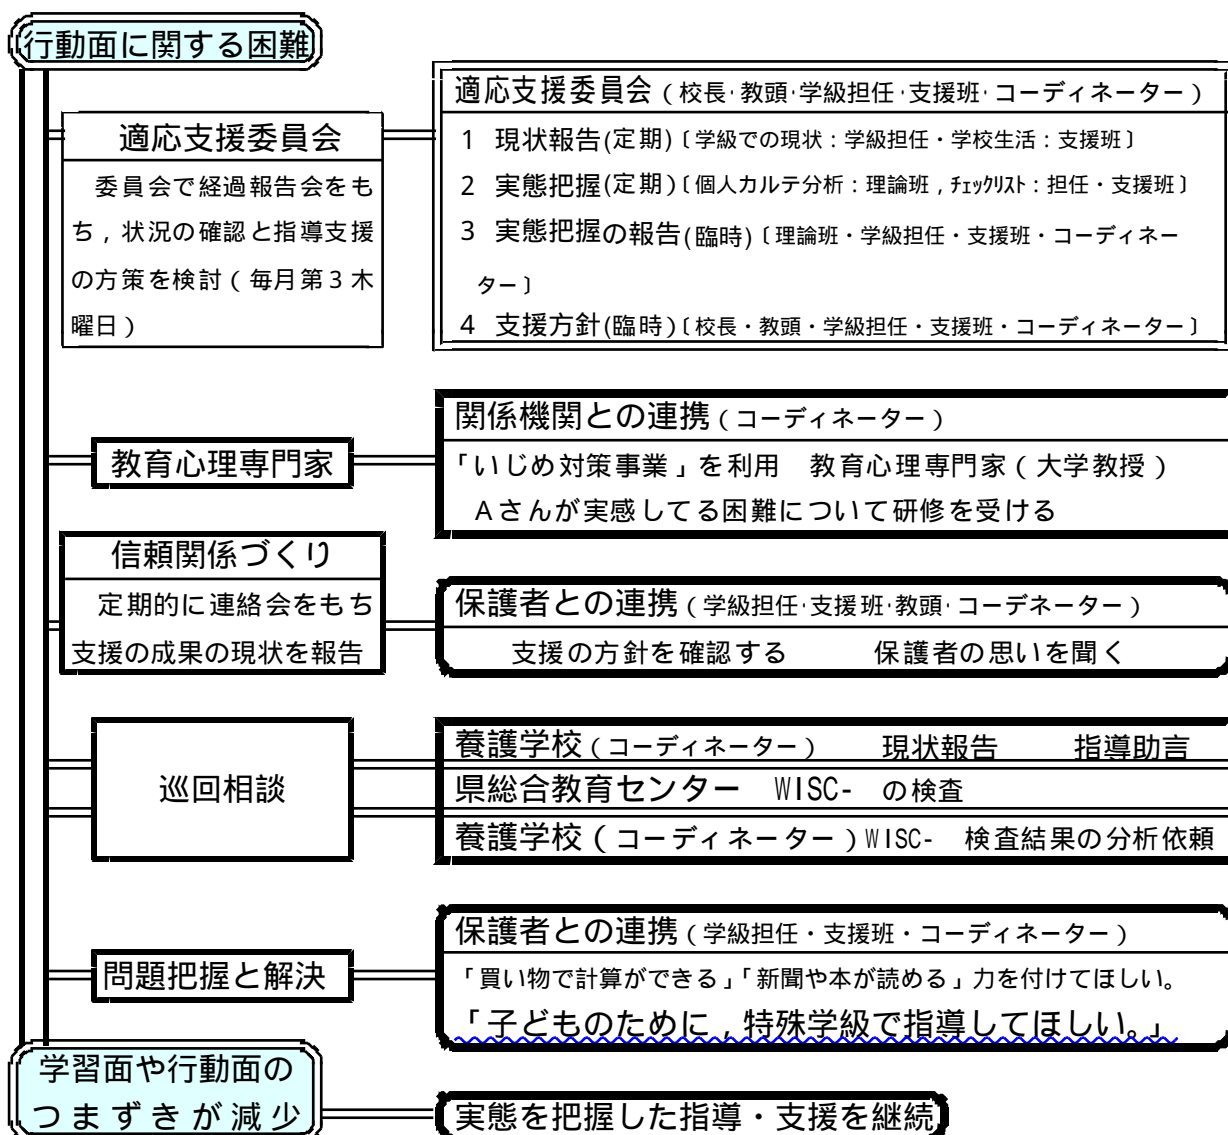 行動面に関する困難
適応支援委員会
委員会で経過報告会をも
ち，状況の確認と指導支援
の方策を検討（毎月第３木
曜日）
適応支援委員会（校長･教頭･学級担任･支援班･コーディネーター）
1 現状報告(定期)〔学級での現状：学級担任・学校生活：支援班〕
2 実態把握(定期)〔個人カルテ分析：理論班，ﾁｪｯｸﾘｽﾄ：担任・支援班〕
3 実態把握の報告(臨時)〔理論班・学級担任・支援班・コーディネー
ター〕
4 支援方針(臨時)〔校長・教頭・学級担任・支援班・コーディネーター〕
教育心理専門家
関係機関との連携（コーディネーター）
「いじめ対策事業」を利用　教育心理専門家（大学教授）
Aさんが実感してる困難について研修を受ける
信頼関係づくり
定期的に連絡会をもち
支援の成果の現状を報告
保護者との連携（学級担任･支援班･教頭･コーデネーター）
支援の方針を確認する　　保護者の思いを聞く
巡回相談
養護学校（コーディネーター）　現状報告　　指導助言
県総合教育センター　WISC-　の検査
養護学校（コーディネーター）WISC-　検査結果の分析依頼
問題把握と解決
保護者との連携（学級担任・支援班・コーディネーター）
「買い物で計算ができる」「新聞や本が読める」力を付けてほしい。
「子どものために，特殊学級で指導してほしい。」
学習面や行動面の
つまずきが減少
実態を把握した指導・支援を継続